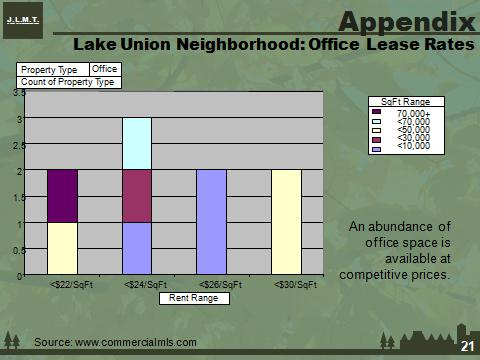 J.L.M.T.
Appendix
Lake Union Neighborhood: Office Lease Rates
Property Type Office
Count of Property Type
3.5
3
2.5
2
1.5
1
0.5
0
<$22/SqFt <$24/SqFt <$26/SqFt <$30/SqFt
Rent Range
SqFt Range
70,000+
<70,000
<50,000
<30,000
<10,000
An abundance of
office space is
available at
competitive prices.
Source: www.commercialmls.com
21